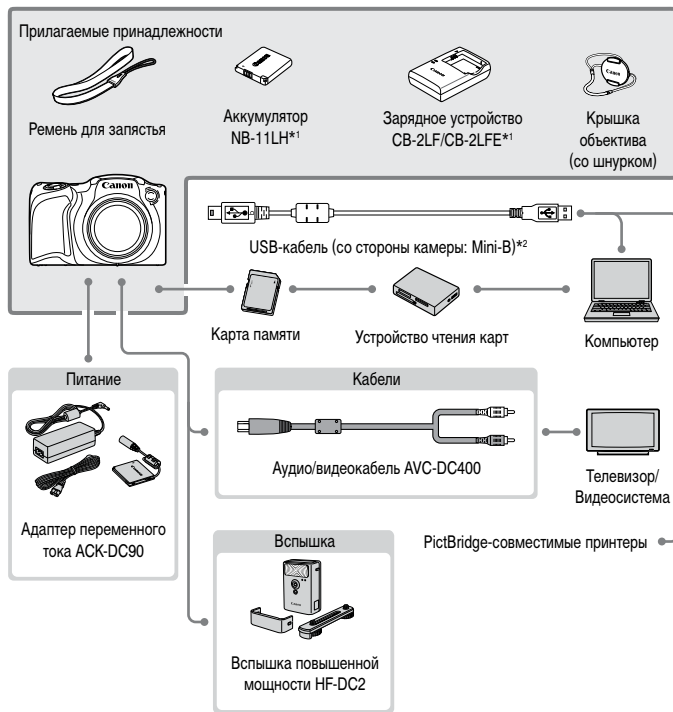 Прилагаемые принадлежности
Ремень для запястья
Аккумулятор
NB-11LH*1
Зарядное устройство
CB-2LF/CB-2LFE*1
Canon
Крышка
объектива
(со шнурком)
Canon
USB-кабель (со стороны камеры: Mini-B)*2
Карта памяти
Устройство чтения карт
Компьютер
Питание
Адаптер переменного
тока ACK-DC90
Кабели
Аудио/видеокабель AVC-DC400
Телевизор/
Видеосистема
Вспышка
Canon
Вспышка повышенной
мощности HF-DC2
PictBridge-совместимые принтеры